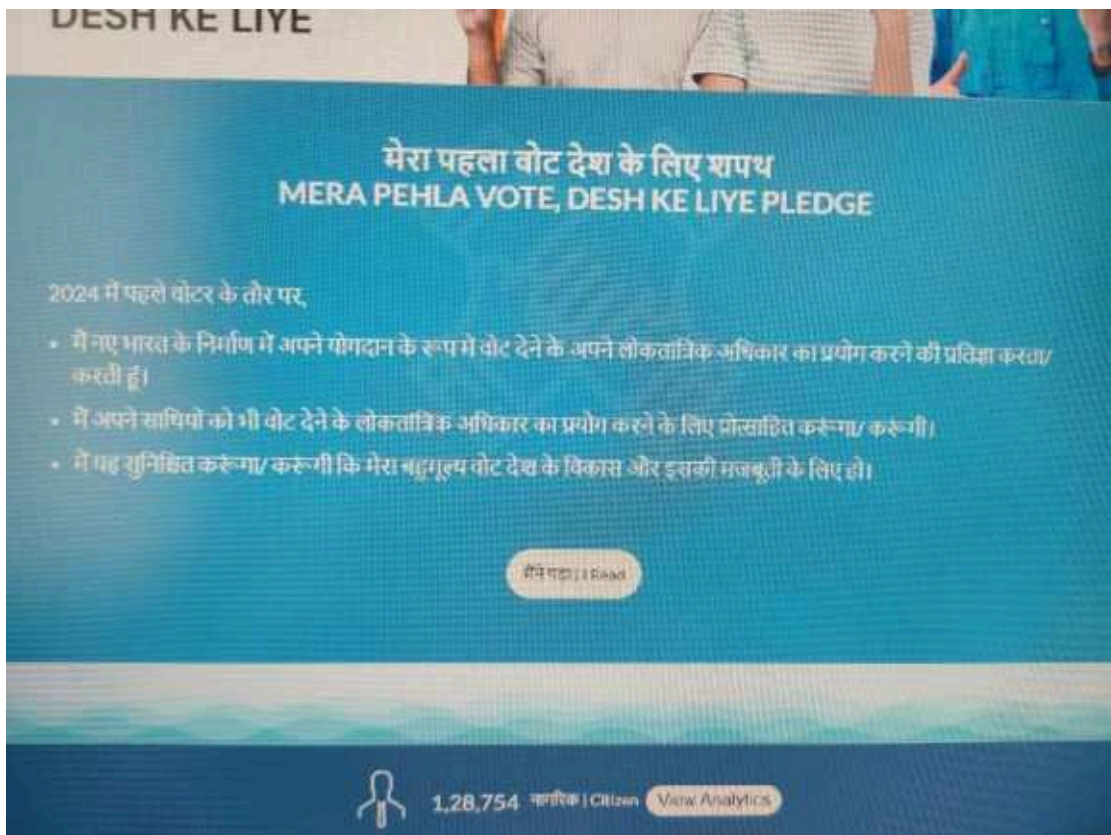 DESH KE LIYE
मेरा पहला वोट देश के लिए शपथ
MERA PEHLA VOTE, DESH KE LIYE PLEDGE
2024 में पहले वोटर के तौर पर,
• मैं नए भारत के निर्माण में अपने योगदान के रूप में वोट देने के अपने लोकतांत्रिक अधिकार का प्रयोग करने की प्रतिज्ञा करता/
करती हूं।
• मैं अपने साथियों को भी वोट देने के लोकतांत्रिक अधिकार का प्रयोग करने के लिए प्रोत्साहित करूंगा/ करूंगी।
• मैं यह सुनिश्चित करूंगा/ करूंगी कि मेरा बहुमूल्य वोट देश के विकास और इसकी मजबूती के लिए हो।
मैंने पढ़ा | I Read
1,28,754 नागरिक | Citizen View Analytics